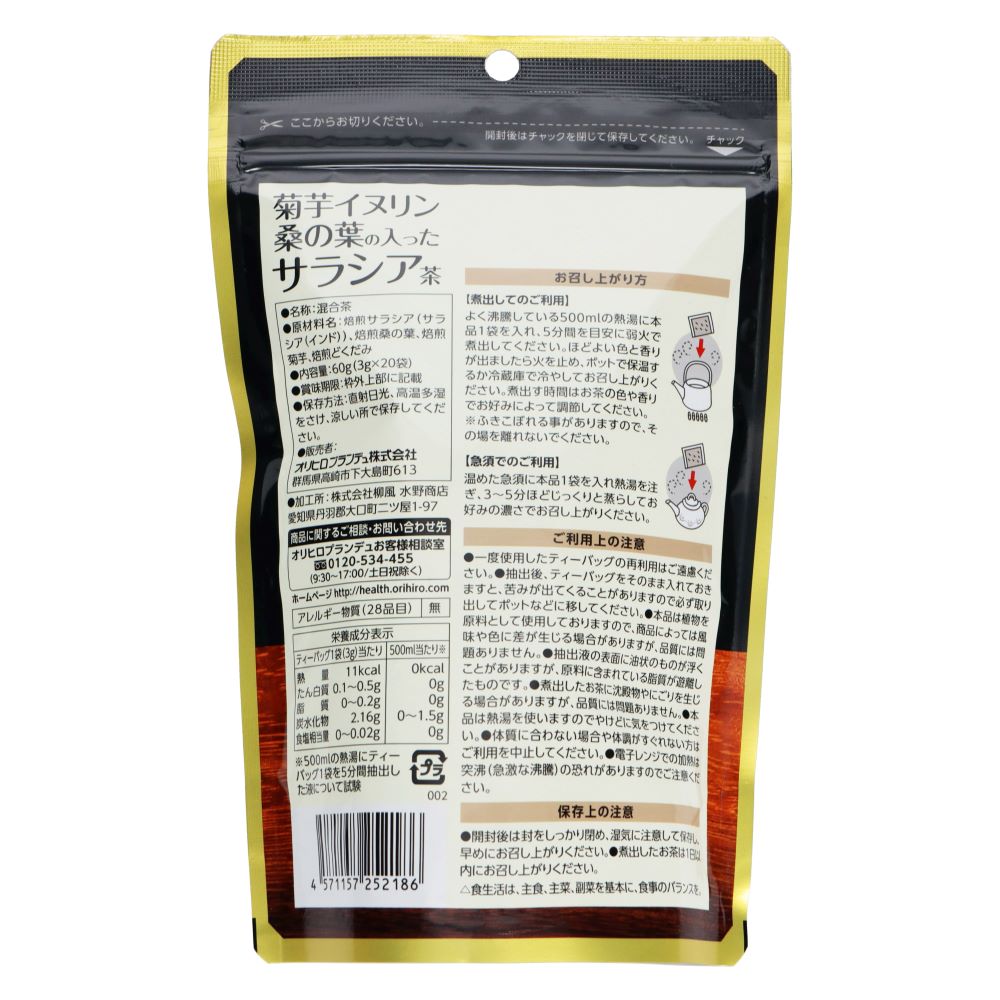 ここからお切りください。
開封後はチャックを閉じて保存してください。 チャック
菊芋イヌリン
桑の葉の入った
サラシア茶
●名称:混合茶
●原材料名:焙煎サラシア(サラ
シア(インド))、焙煎桑の葉、焙煎
菊芋、焙煎どくだみ
●内容量:60g(3g×20袋)
●賞味期限:枠外上部に記載
●保存方法:直射日光、高温多湿
をさけ、涼しい所で保存してくだ
さい。
●販売者:
オリヒロプランデュ株式会社
群馬県高崎市下大島町613
●加工所:株式会社柳風 水野商店
愛知県丹羽郡大口町二ツ屋1-97
商品に関するご相談・お問い合わせ先
オリヒロプランデュお客様相談室
0120-534-455
(9:30~17:00/土日祝除く)
ホームページ http://health.orihiro.com
アレルギー物質(28品目) 無
栄養成分表示
ティーバッグ1袋(3g)当たり 500ml当たり※
熱量 11kcal 0kcal
たん白質 0.1~0.5g 0g
脂質 0~0.2g 0g
炭水化物 2.16g 0~1.5g
食塩相当量 0~0.02g 0g
※500mlの熱湯にティー
バッグ1袋を5分間抽出し
た液について試験
プラ
002
4 571157 252186
お召し上がり方
【煮出してのご利用】
よく沸騰している500mlの熱湯に本
品1袋を入れ、5分間を目安に弱火で
煮出してください。ほどよい色と香り
が出ましたら火を止め、ポットで保温す
るか冷蔵庫で冷やしてお召し上がりく
ださい。煮出す時間はお茶の色や香り
でお好みによって調節してください。
※ふきこぼれる事がありますので、そ
の場を離れないでください。
【急須でのご利用】
温めた急須に本品1袋を入れ熱湯を注
ぎ、3~5分ほどじっくりと蒸らしてお
好みの濃さでお召し上がりください。
ご利用上の注意
●一度使用したティーバッグの再利用はご遠慮くだ
さい。●抽出後、ティーバッグをそのまま入れておき
ますと、苦みが出てくることがありますので必ず取り
出してポットなどに移してください。●本品は植物を
原料として使用しておりますので、商品によっては風
味や色に差が生じる場合がありますが、品質には問
題ありません。●抽出液の表面に油状のものが浮く
ことがありますが、原料に含まれている脂質が遊離し
たものです。●煮出したお茶に沈殿物やにごりを生じ
る場合がありますが、品質には問題ありません。●本
品は熱湯を使いますのでやけどに気をつけてくださ
い。●体質に合わない場合や体調がすぐれない方は
ご利用を中止してください。●電子レンジでの加熱は
突沸(急激な沸騰)の恐れがありますのでご注意くだ
さい。
保存上の注意
●開封後は封をしっかり閉め、湿気に注意して保存し、
早めにお召し上がりください。●煮出したお茶は1日以
内にお召し上がりください。
△食生活は、主食、主菜、副菜を基本に、食事のバランスを。